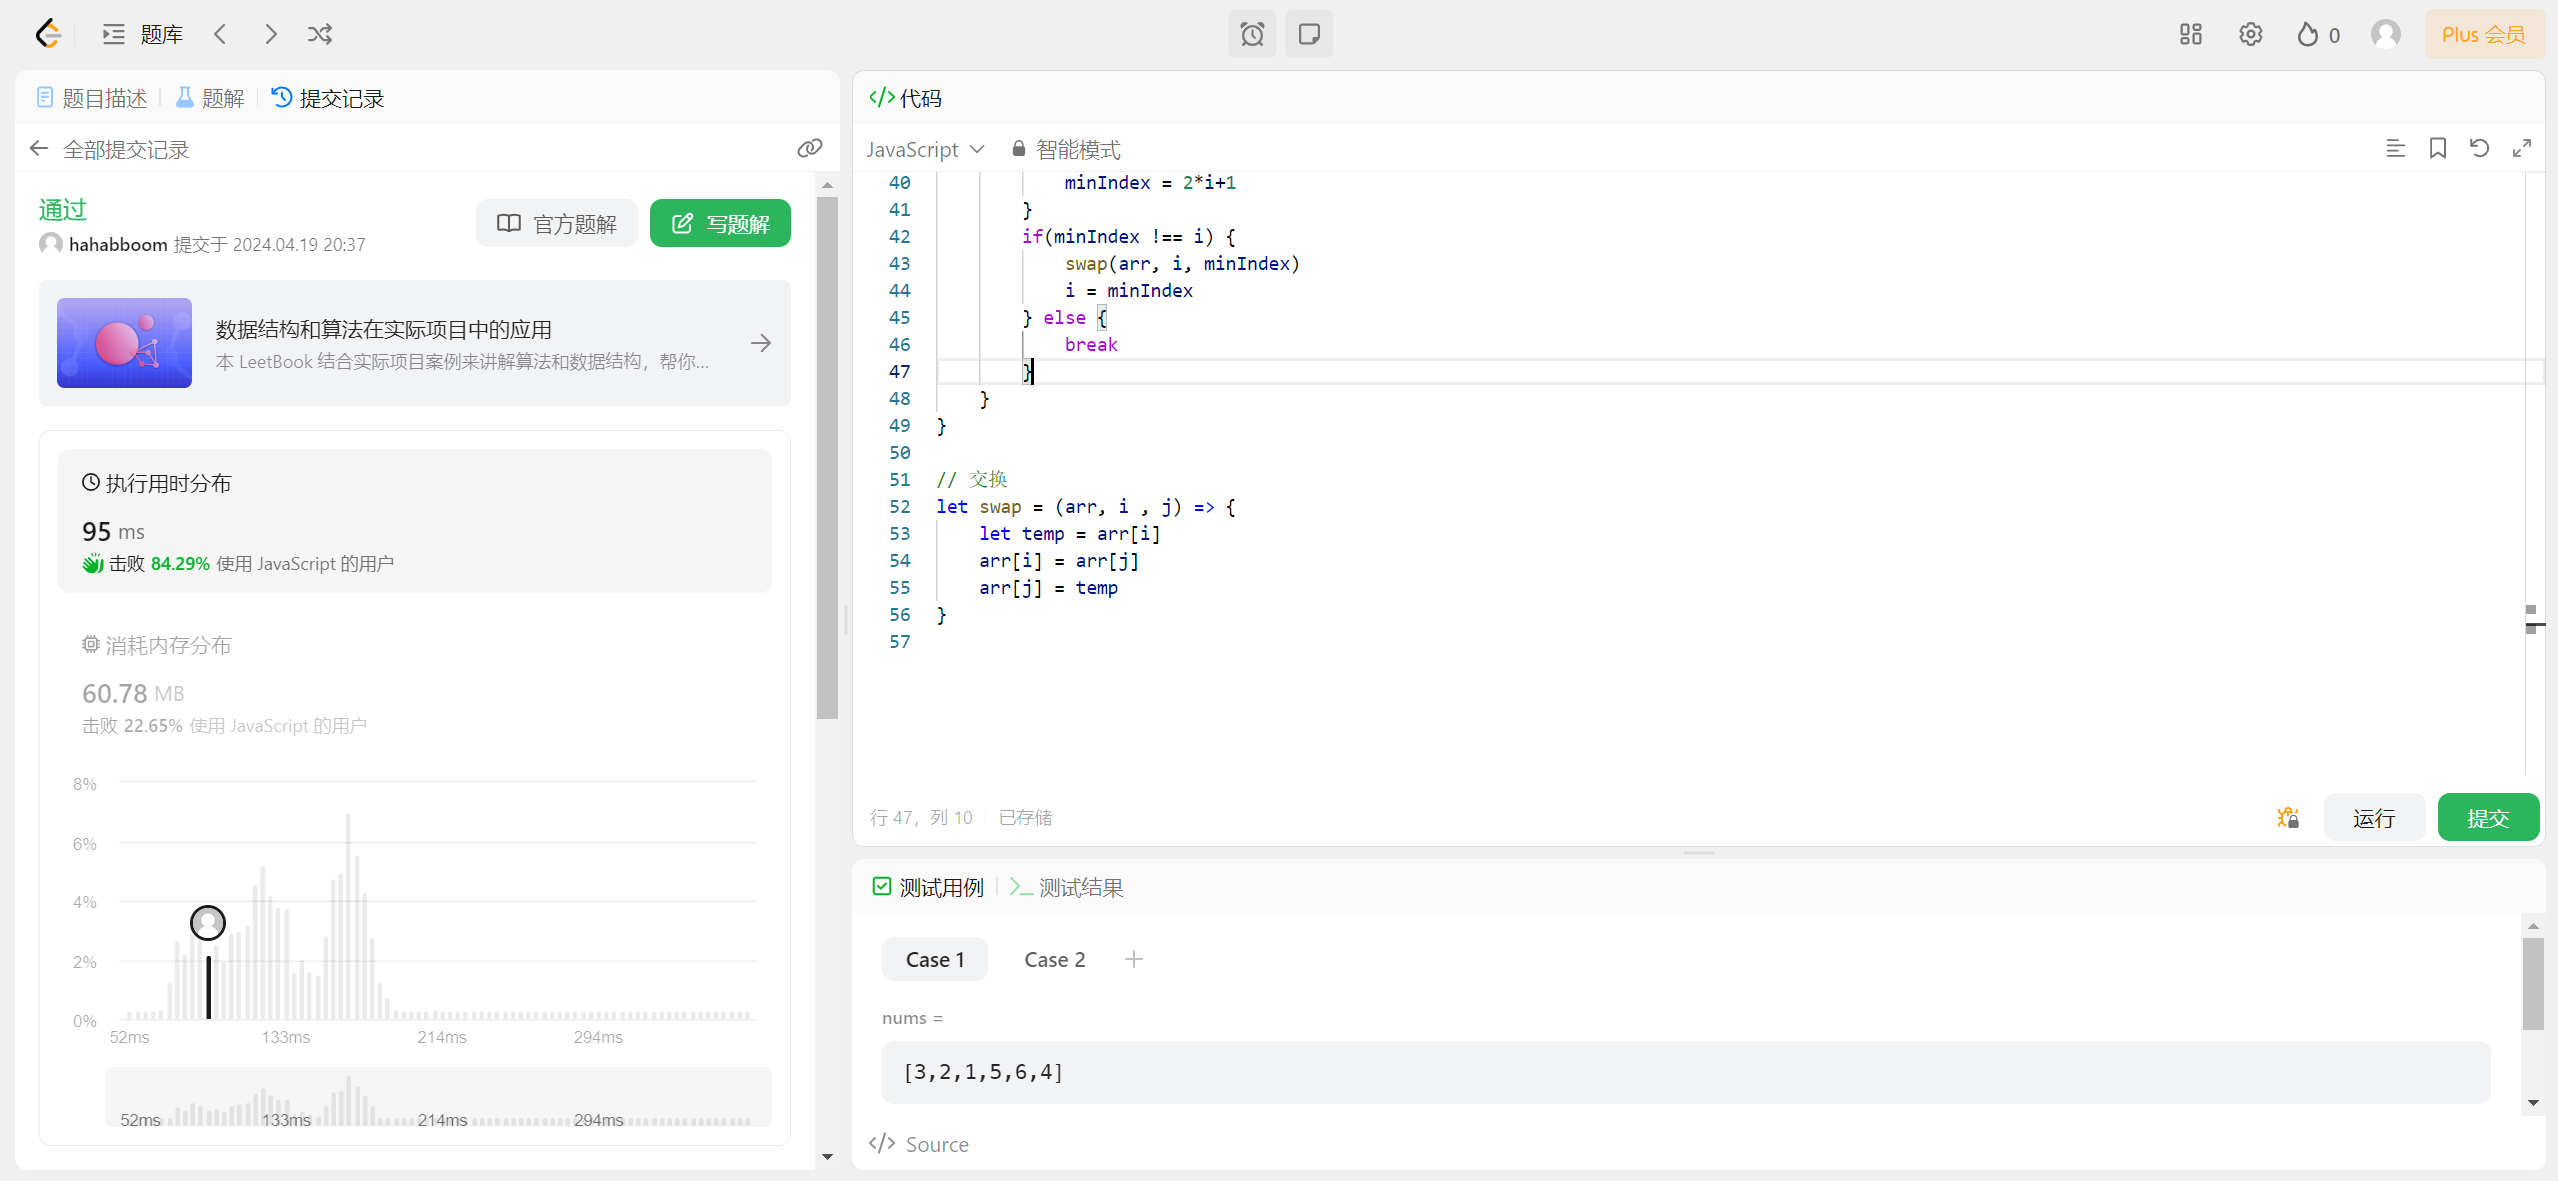 题库
0
Plus 会员
题目描述
题解
提交记录
全部提交记录
通过
hahabboom 提交于 2024.04.19 20:37
官方题解
写题解
数据结构和算法在实际项目中的应用
本 LeetBook 结合实际项目案例来讲解算法和数据结构，帮你...
执行用时分布
95 ms
击败 84.29% 使用 JavaScript 的用户
消耗内存分布
60.78 MB
击败 22.65% 使用 JavaScript 的用户
8%
6%
4%
2%
0%
52ms 133ms 214ms 294ms
52ms 133ms 214ms 294ms
代码
JavaScript 智能模式
40 minIndex = 2*i+1
41 }
42 if(minIndex !== i) {
43 swap(arr, i, minIndex)
44 i = minIndex
45 } else {
46 break
47 }
48 }
49 }
50
51 // 交换
52 let swap = (arr, i , j) => {
53 let temp = arr[i]
54 arr[i] = arr[j]
55 arr[j] = temp
56 }
57
行 47, 列 10 已存储
运行
提交
测试用例
测试结果
Case 1 Case 2
nums =
[3,2,1,5,6,4]
Source